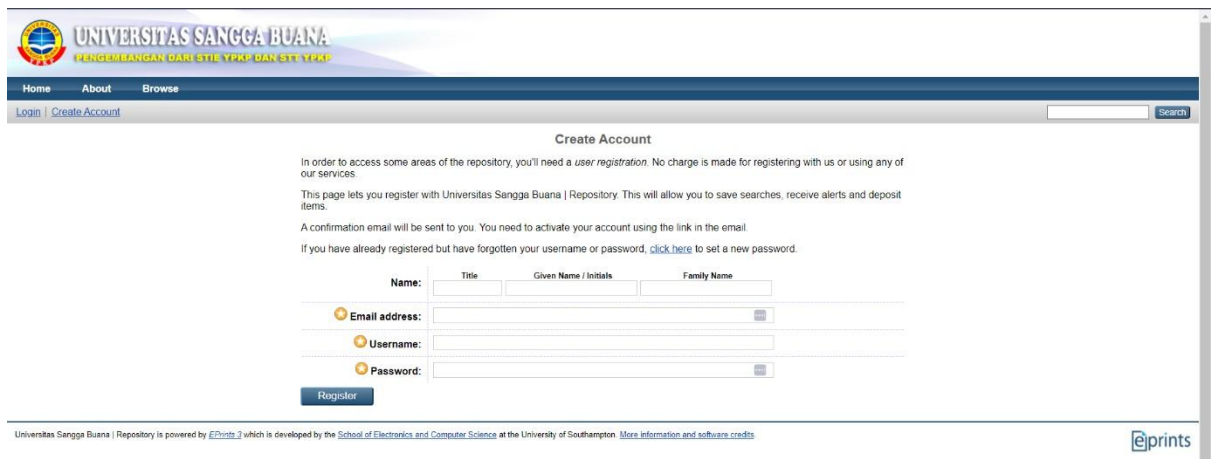 UNIVERSITAS SANGGA BUANA
PENGEMBANGAN DARI STIE YPKP DAN STT YPKP
Home About Browse
Login | Create Account Search
Create Account
In order to access some areas of the repository, you'll need a user registration. No charge is made for registering with us or using any of
our services.
This page lets you register with Universitas Sangga Buana | Repository. This will allow you to save searches, receive alerts and deposit
items.
A confirmation email will be sent to you. You need to activate your account using the link in the email.
If you have already registered but have forgotten your username or password, click here to set a new password.
Title Given Name / Initials Family Name
Name:
Email address:
Username:
Password:
Register
Universitas Sangga Buana | Repository is powered by EPrints 3 which is developed by the School of Electronics and Computer Science at the University of Southampton. More information and software credits.
eprints